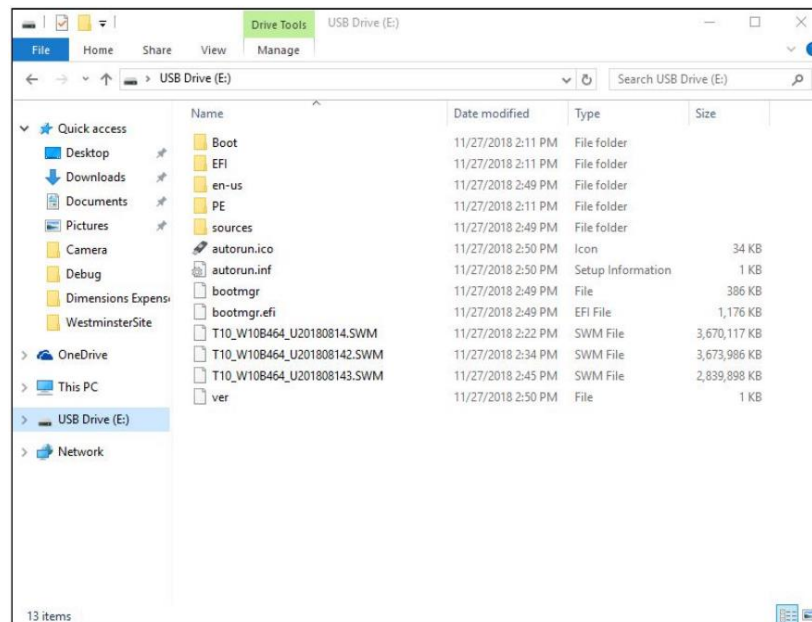 Drive Tools USB Drive (E:)
File Home Share View Manage
USB Drive (E:) Search USB Drive (E:)
Name Date modified Type Size
Quick access
Desktop
Downloads
Documents
Pictures
Camera
Debug
Dimensions Expens
WestminsterSite
OneDrive
This PC
USB Drive (E:)
Network
Boot 11/27/2018 2:11 PM File folder
EFI 11/27/2018 2:11 PM File folder
en-us 11/27/2018 2:49 PM File folder
PE 11/27/2018 2:11 PM File folder
sources 11/27/2018 2:49 PM File folder
autorun.ico 11/27/2018 2:50 PM Icon 34 KB
autorun.inf 11/27/2018 2:50 PM Setup Information 1 KB
bootmgr 11/27/2018 2:49 PM File 386 KB
bootmgr.efi 11/27/2018 2:49 PM EFI File 1,176 KB
T10_W10B464_U20180814.SWM 11/27/2018 2:22 PM SWM File 3,670,117 KB
T10_W10B464_U201808142.SWM 11/27/2018 2:34 PM SWM File 3,673,986 KB
T10_W10B464_U201808143.SWM 11/27/2018 2:45 PM SWM File 2,839,898 KB
ver 11/27/2018 2:50 PM File 1 KB
13 items